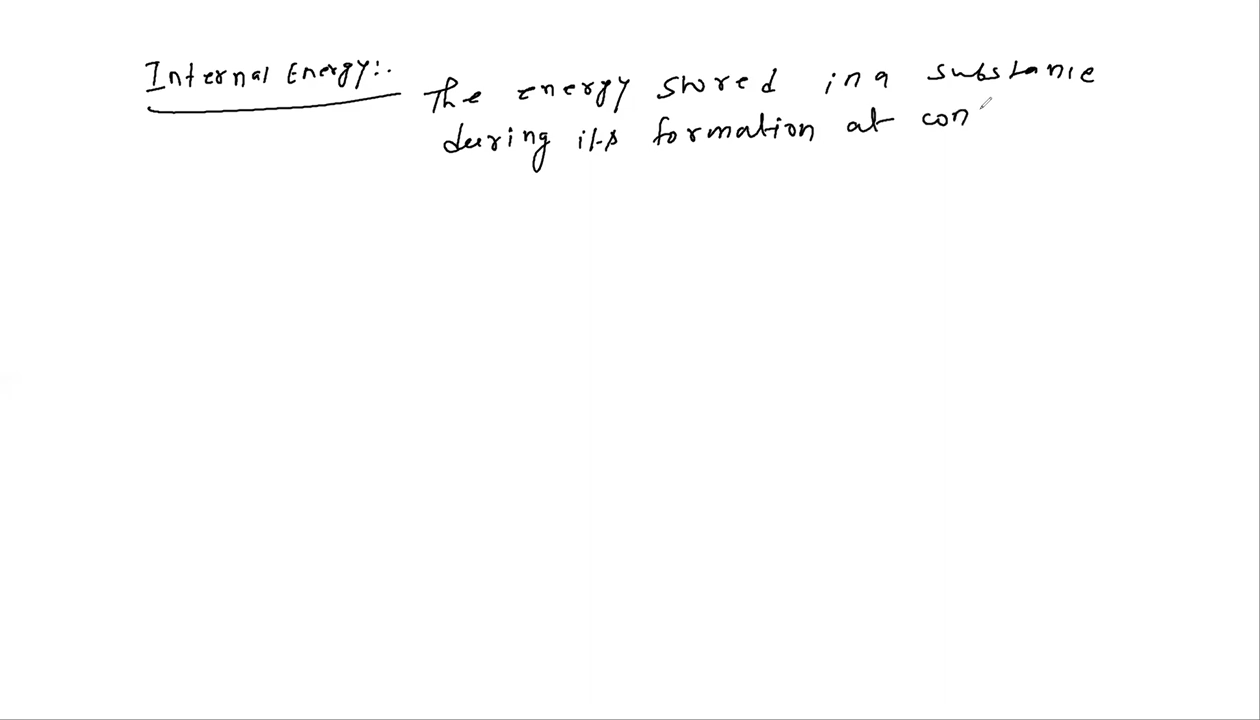 Internal Energy:.
The energy stored in a substance
during its formation at con